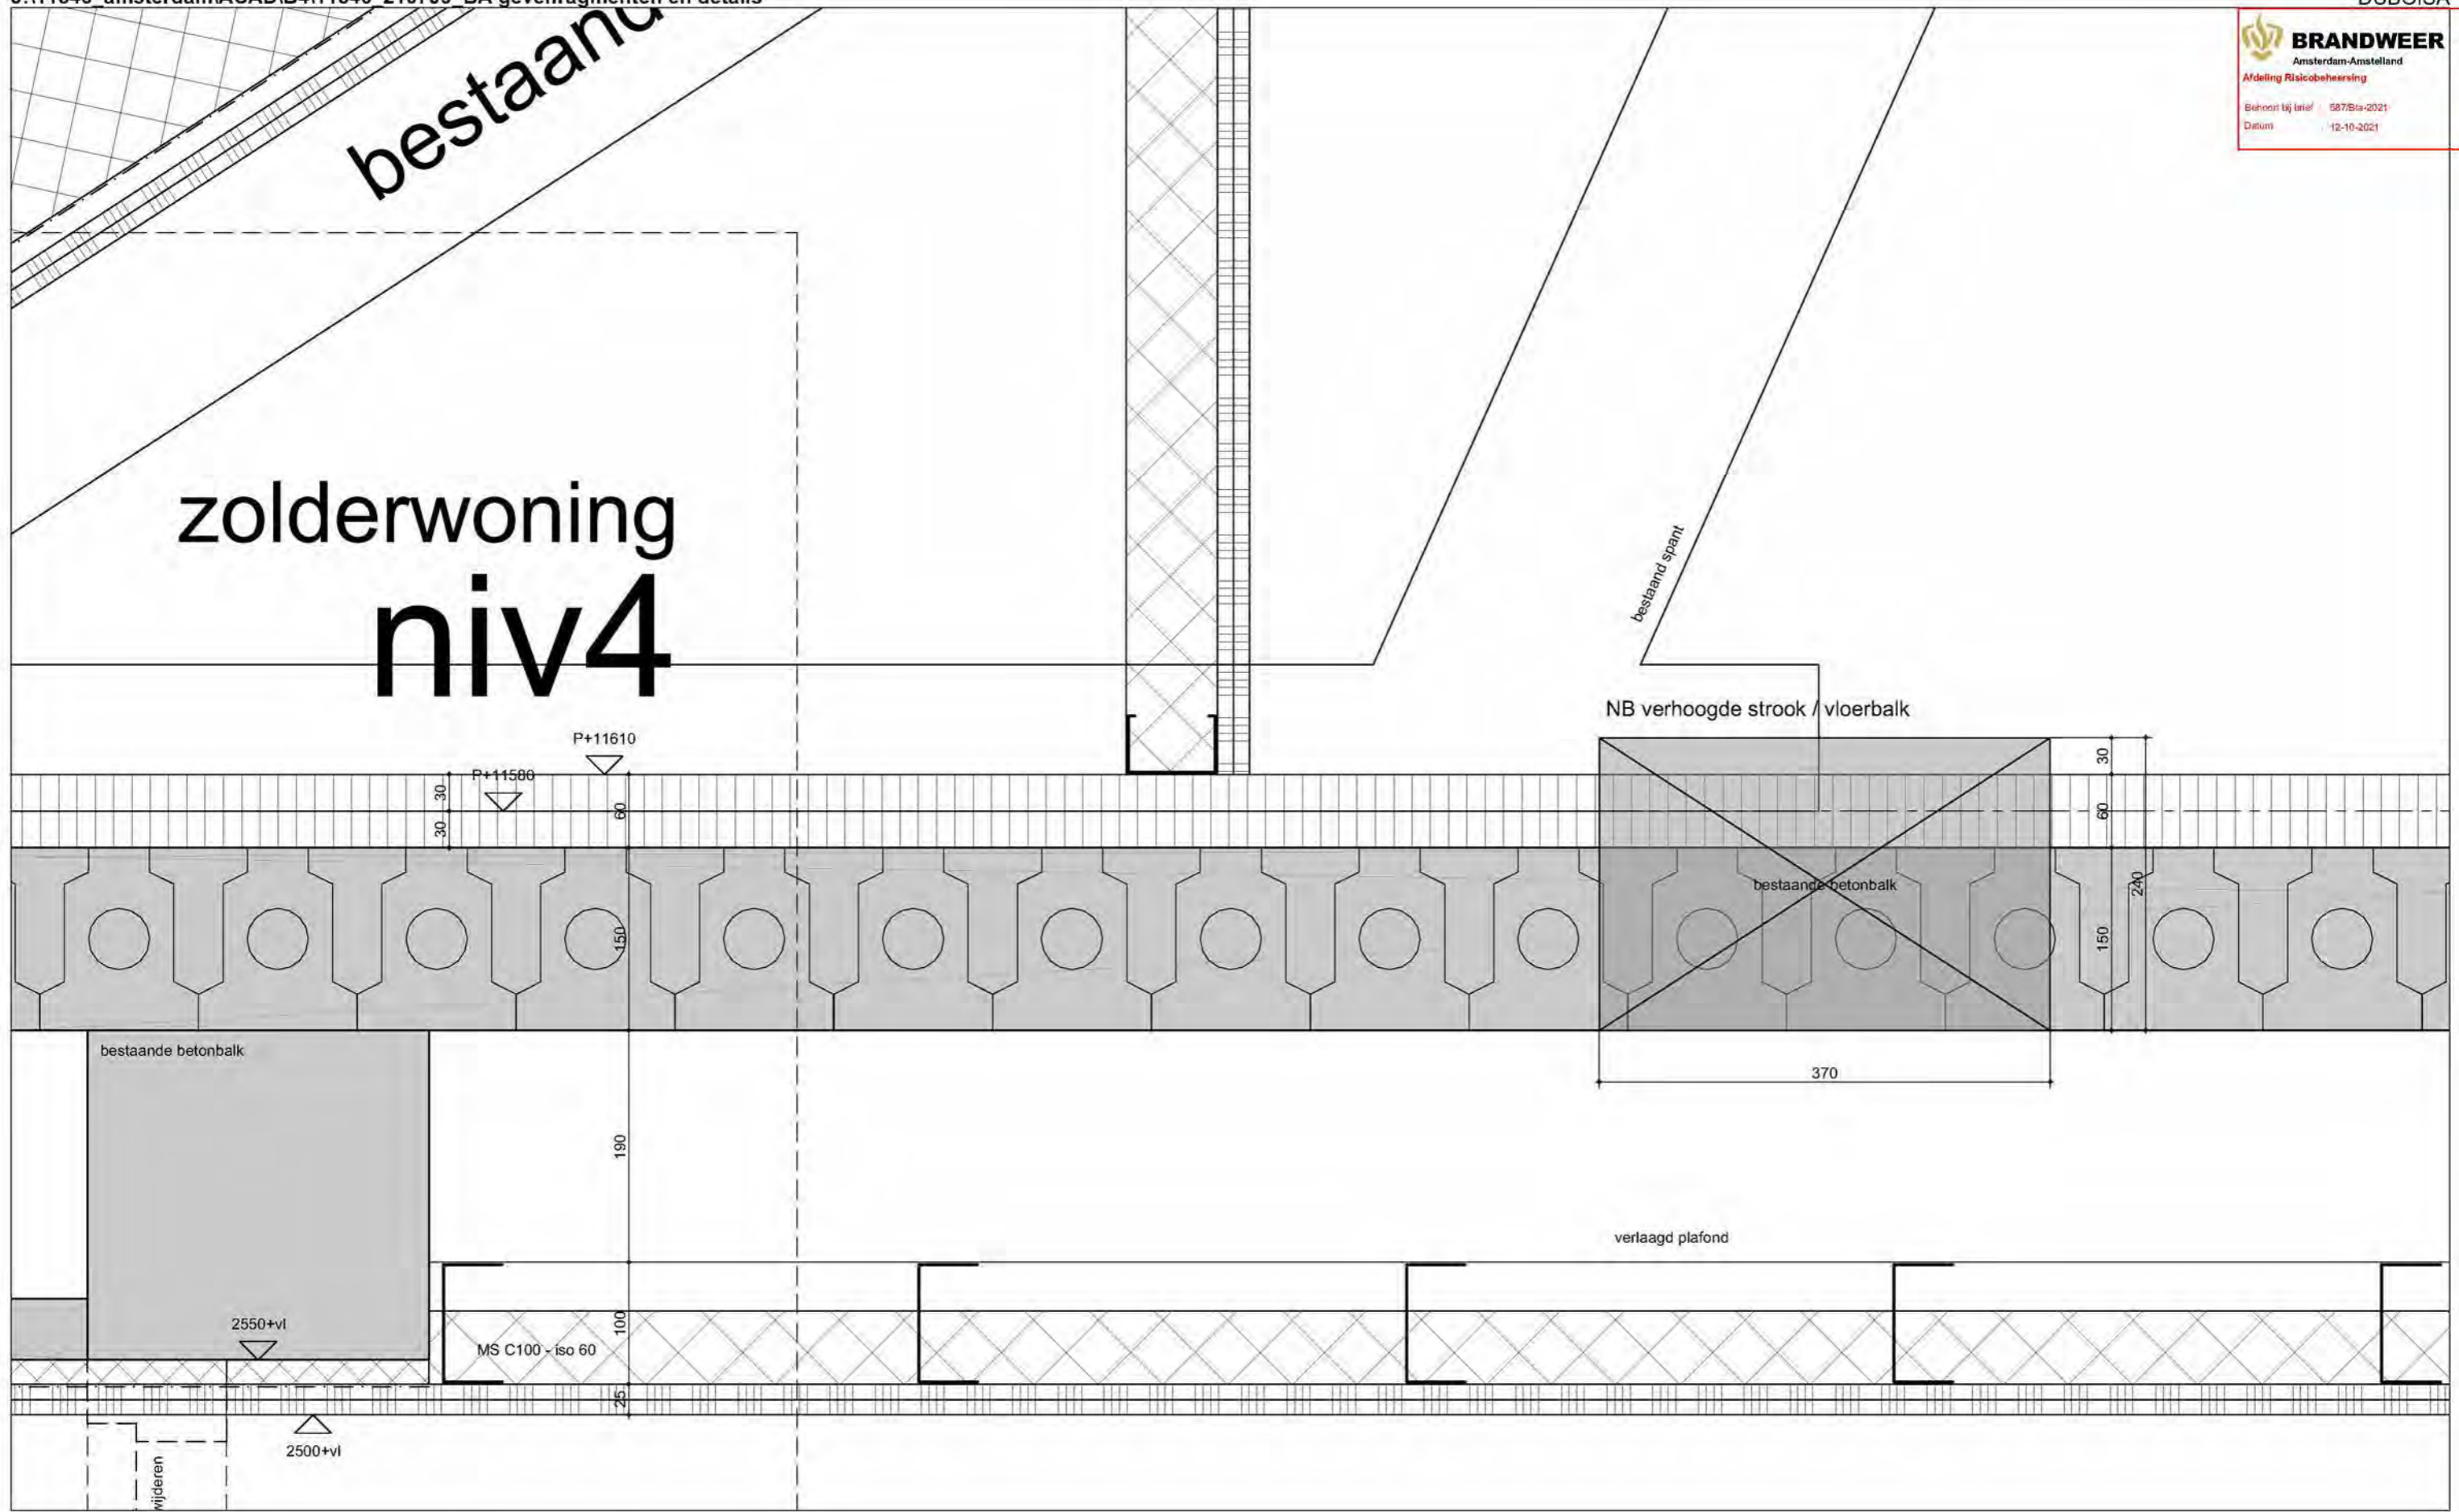 BRANDWEER
Amsterdam-Amstelland
Afdeling Risicobeheersing
Behoort bij brief : 587/Bta-2021
Datum : 12-10-2021
bestaand
zolderwoning
niv4
bestaand spant
NB verhoogde strook / vloerbalk
P+11610
P+11580
30
30
60
150
190
100
25
30
60
150
240
bestaande betonbalk
370
bestaande betonbalk
verlaagd plafond
2550+vl
MS C100 - iso 60
2500+vl
wijderen